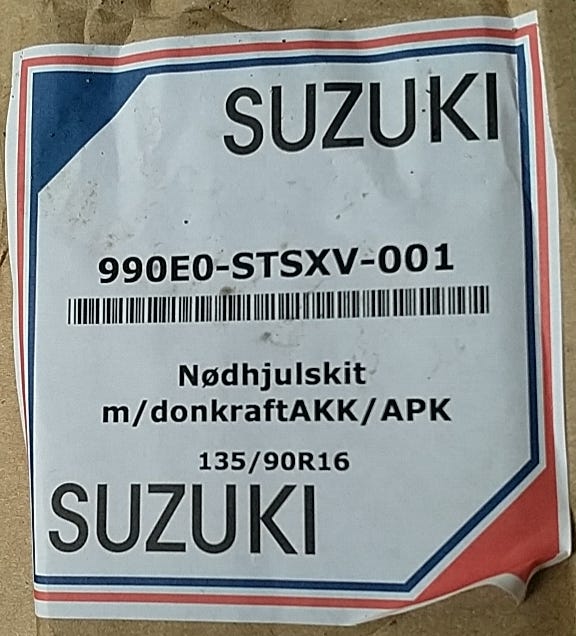 SUZUKI
990E0-STSXV-001
Nødhjulskit
m/donkraftAKK/APK
135/90R16
SUZUKI